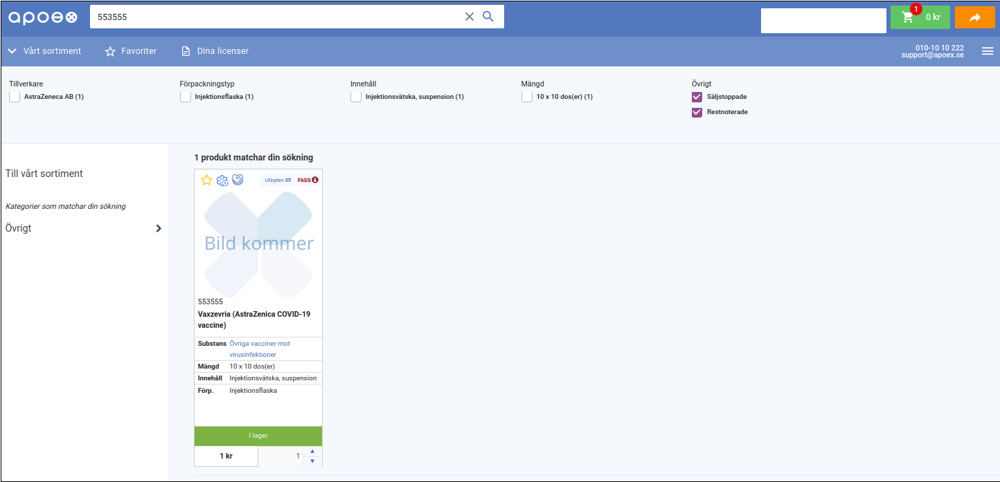 apoex
553555
1
0 kr
Vårt sortiment
Favoriter
Dina licenser
010-10 10 222
support@apoex.se
Tillverkare
AstraZeneca AB (1)
Förpackningstyp
Injektionsflaska (1)
Innehåll
Injektionsvätska, suspension (1)
Mängd
10 x 10 dos(er) (1)
Övrigt
Säljstoppade
Restnoterade
Till vårt sortiment
Kategorier som matchar din sökning
Övrigt
1 produkt matchar din sökning
Utbyten FASS
Bild kommer
553555
Vaxzevria (AstraZenica COVID-19
vaccine)
Substans Övriga vacciner mot
virusinfektioner
Mängd 10 x 10 dos(er)
Innehåll Injektionsvätska, suspension
Förp. Injektionsflaska
I lager
1 kr 1